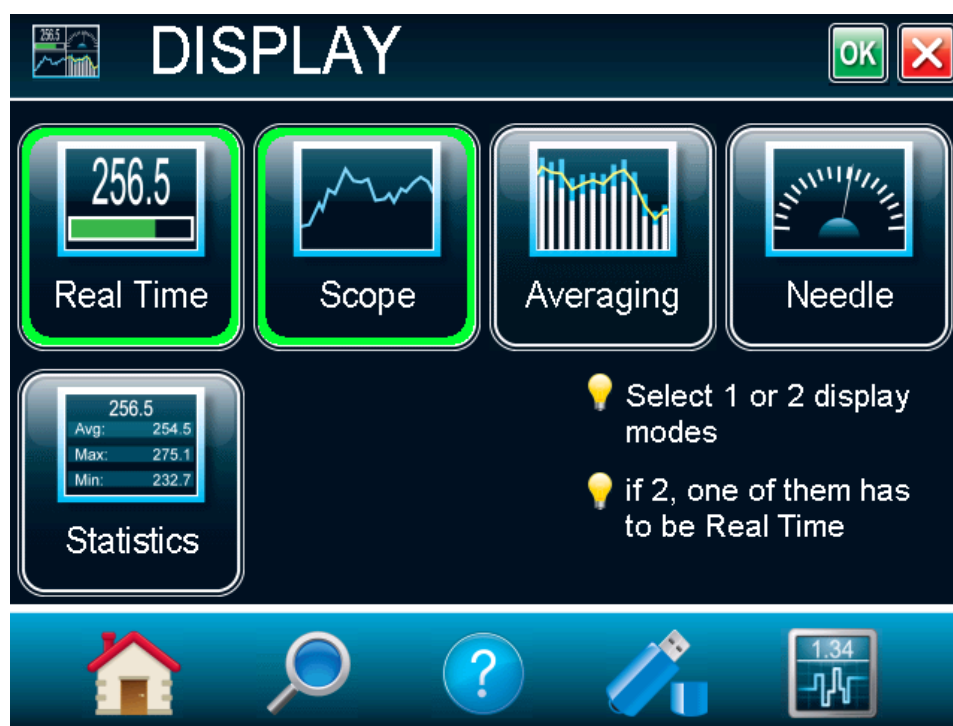 256.5
DISPLAY
OK
256.5
Real Time
Scope
Averaging
Needle
256.5
Avg: 254.5
Max: 275.1
Min: 232.7
Statistics
Select 1 or 2 display
modes
if 2, one of them has
to be Real Time
?
1.34